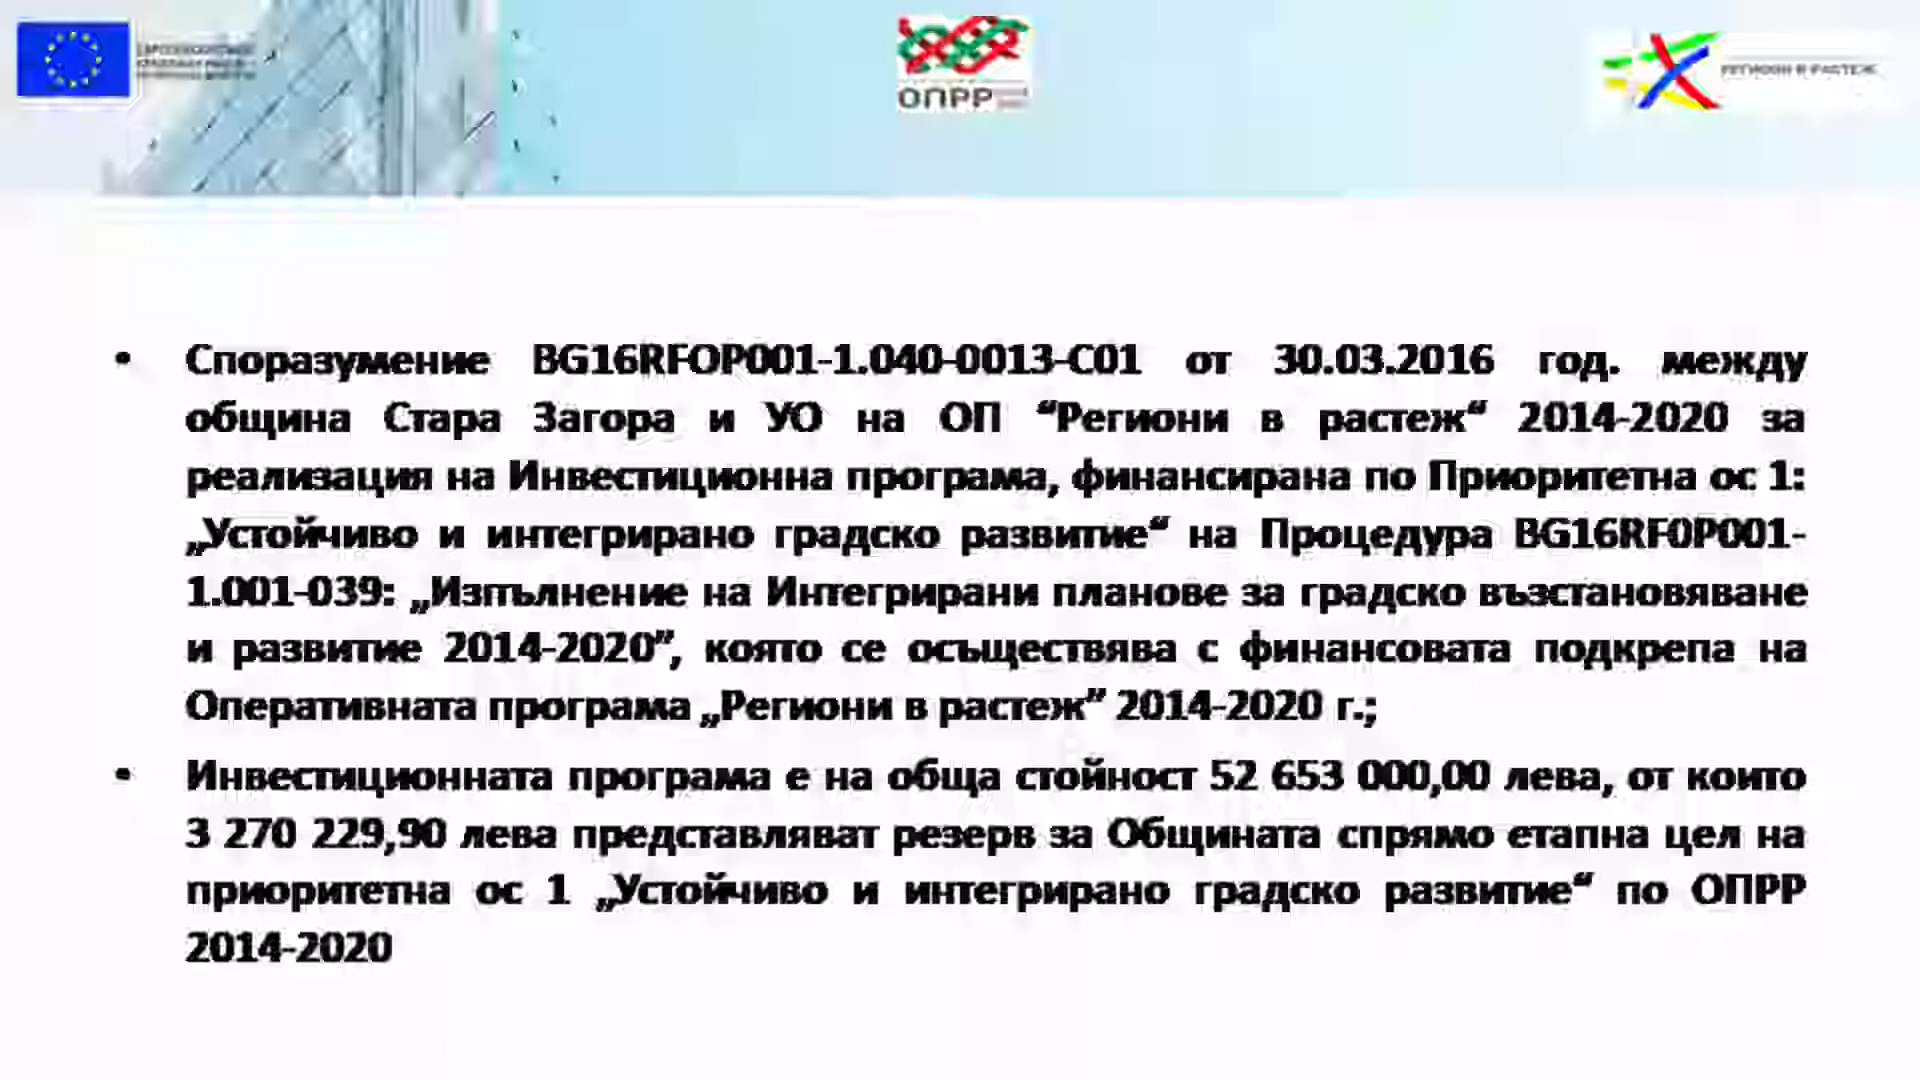 ОПРР
РЕГИОНИ В РАСТЕЖ
• Споразумение BG16RFOP001-1.040-0013-C01 от 30.03.2016 год. между
община Стара Загора и УО на ОП “Региони в растеж“ 2014-2020 за
реализация на Инвестиционна програма, финансирана по Приоритетна ос 1:
„Устойчиво и интегрирано градско развитие“ на Процедура BG16RF0P001-
1.001-039: „Изпълнение на Интегрирани планове за градско възстановяване
и развитие 2014-2020”, която се осъществява с финансовата подкрепа на
Оперативната програма „Региони в растеж” 2014-2020 г.;
• Инвестиционната програма е на обща стойност 52 653 000,00 лева, от които
3 270 229,90 лева представляват резерв за Общината спрямо етапна цел на
приоритетна ос 1 „Устойчиво и интегрирано градско развитие“ по ОПРР
2014-2020